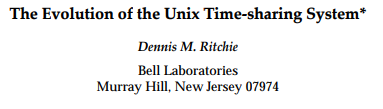 The Evolution of the Unix Time-sharing System*
Dennis M. Ritchie
Bell Laboratories
Murray Hill, New Jersey 07974